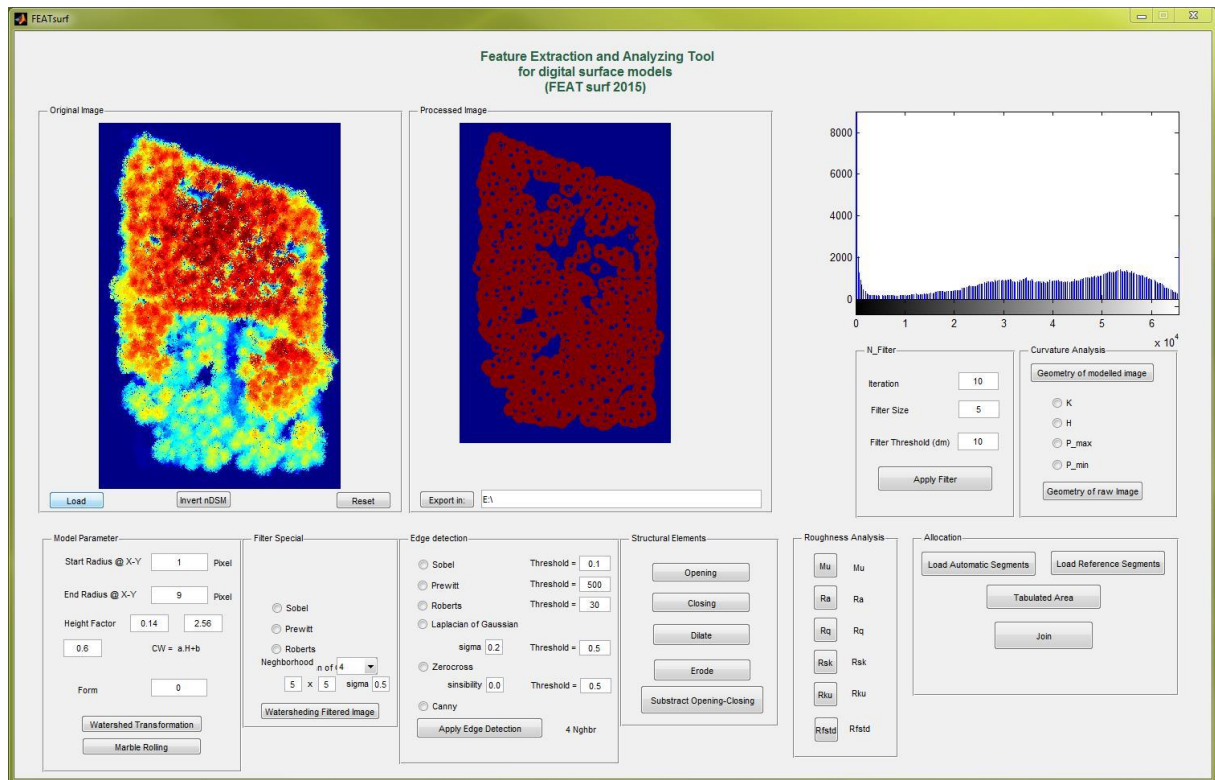 FEATsurf
Feature Extraction and Analyzing Tool
for digital surface models
(FEAT surf 2015)
Original Image
Load
Invert nDSM
Reset
Processed Image
Export in:
E:\
8000
6000
4000
2000
0
0 1 2 3 4 5 6
x 10^4
N_Filter
Iteration 10
Filter Size 5
Filter Threshold (dm) 10
Apply Filter
Curvature Analysis
Geometry of modelled image
K
H
P_max
P_min
Geometry of raw Image
Model Parameter
Start Radius @ X-Y 1 Pixel
End Radius @ X-Y 9 Pixel
Height Factor 0.14 2.56
0.6 CW = a.H+b
Form 0
Watershed Transformation
Marble Rolling
Filter Special
Sobel
Prewitt
Roberts
Neghborhood n of 4
5 x 5 sigma 0.5
Watersheding Filtered Image
Edge detection
Sobel Threshold = 0.1
Prewitt Threshold = 500
Roberts Threshold = 30
Laplacian of Gaussian
sigma 0.2 Threshold = 0.5
Zerocross
sinsibility 0.0 Threshold = 0.5
Canny
Apply Edge Detection 4 Nghbr
Structural Elements
Opening
Closing
Dilate
Erode
Substract Opening-Closing
Roughness Analysis
Mu Mu
Ra Ra
Rq Rq
Rsk Rsk
Rku Rku
Rfstd Rfstd
Allocation
Load Automatic Segments
Load Reference Segments
Tabulated Area
Join